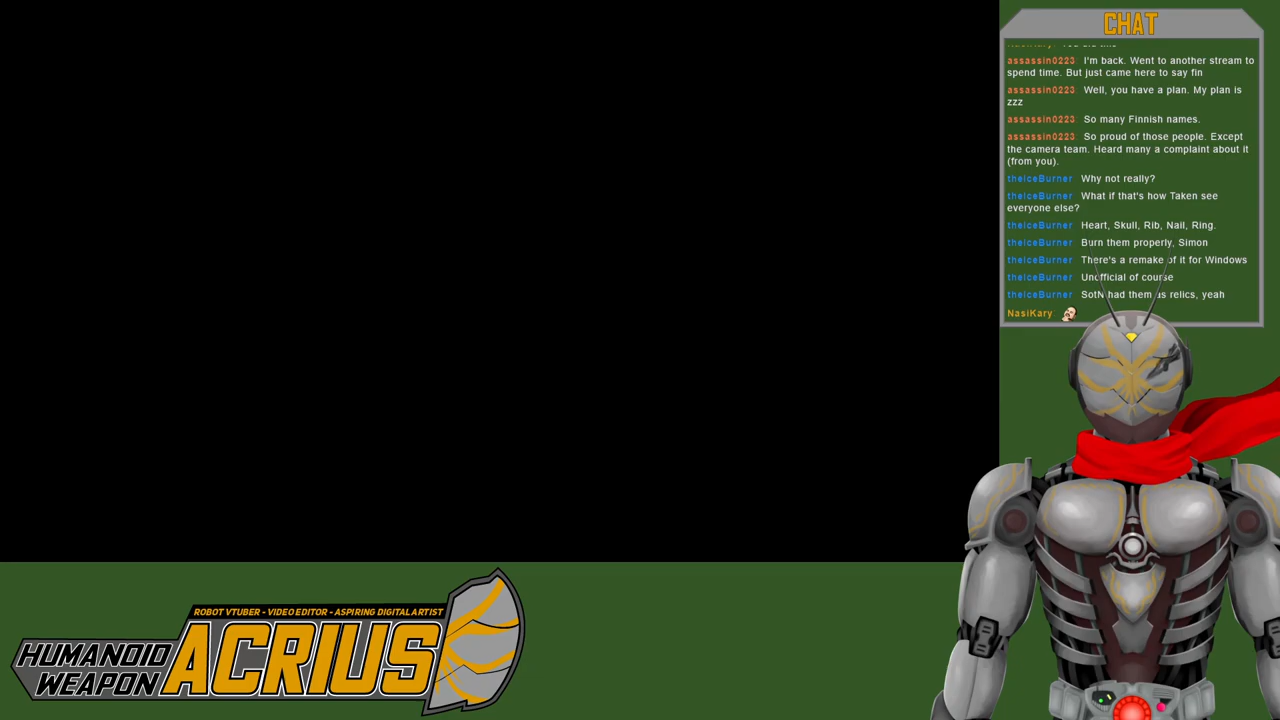 CHAT
assassin0223 I'm back. Went to another stream to
spend time. But just came here to say fin
assassin0223 Well, you have a plan. My plan is
zzz
assassin0223 So many Finnish names.
assassin0223 So proud of those people. Except
the camera team. Heard many a complaint about it
(from you).
theIceBurner Why not really?
theIceBurner What if that's how Taken see
everyone else?
theIceBurner Heart, Skull, Rib, Nail, Ring.
theIceBurner Burn them properly, Simon
theIceBurner There's a remake of it for Windows
theIceBurner Unofficial of course
theIceBurner SotN had them as relics, yeah
NasiKary
ROBOT VTUBER - VIDEO EDITOR - ASPIRING DIGITAL ARTIST
HUMANOID
WEAPON
ACRIUS